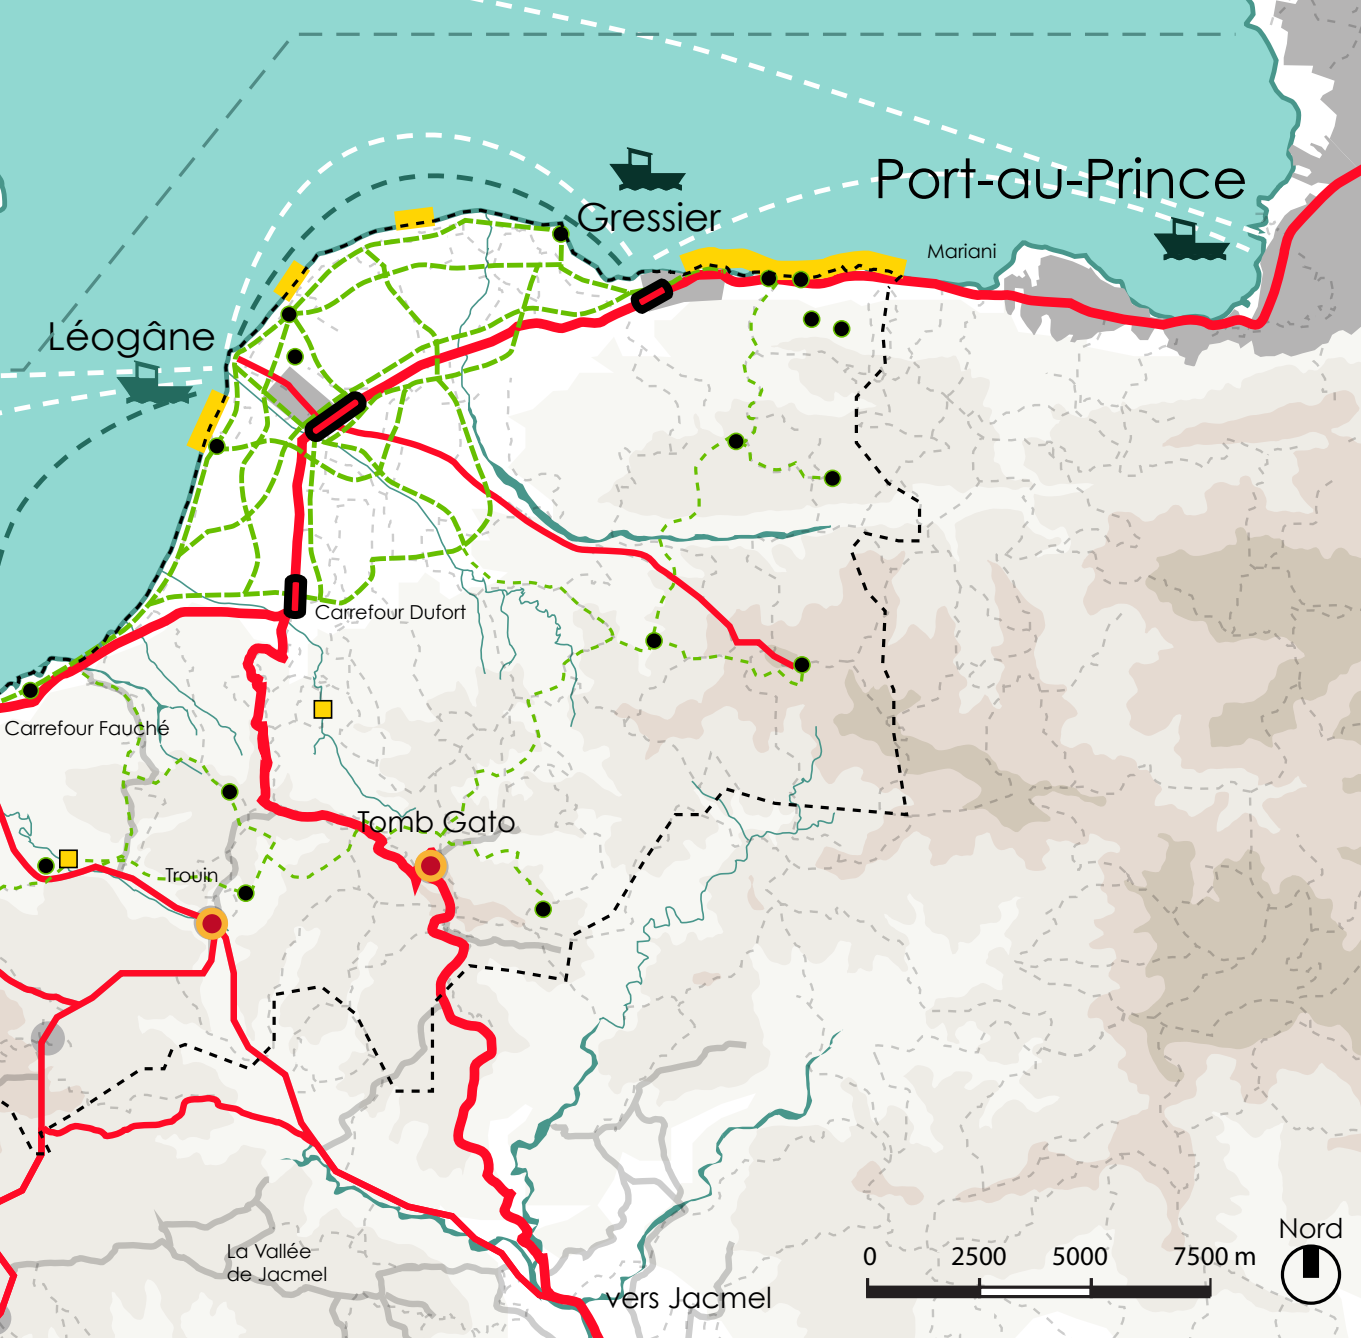 Port-au-Prince
Gressier
Mariani
Léogâne
Carrefour Dufort
Carrefour Fauché
Tomb Gato
Trouin
La Vallée
de Jacmel
vers Jacmel
0 2500 5000 7500 m
Nord